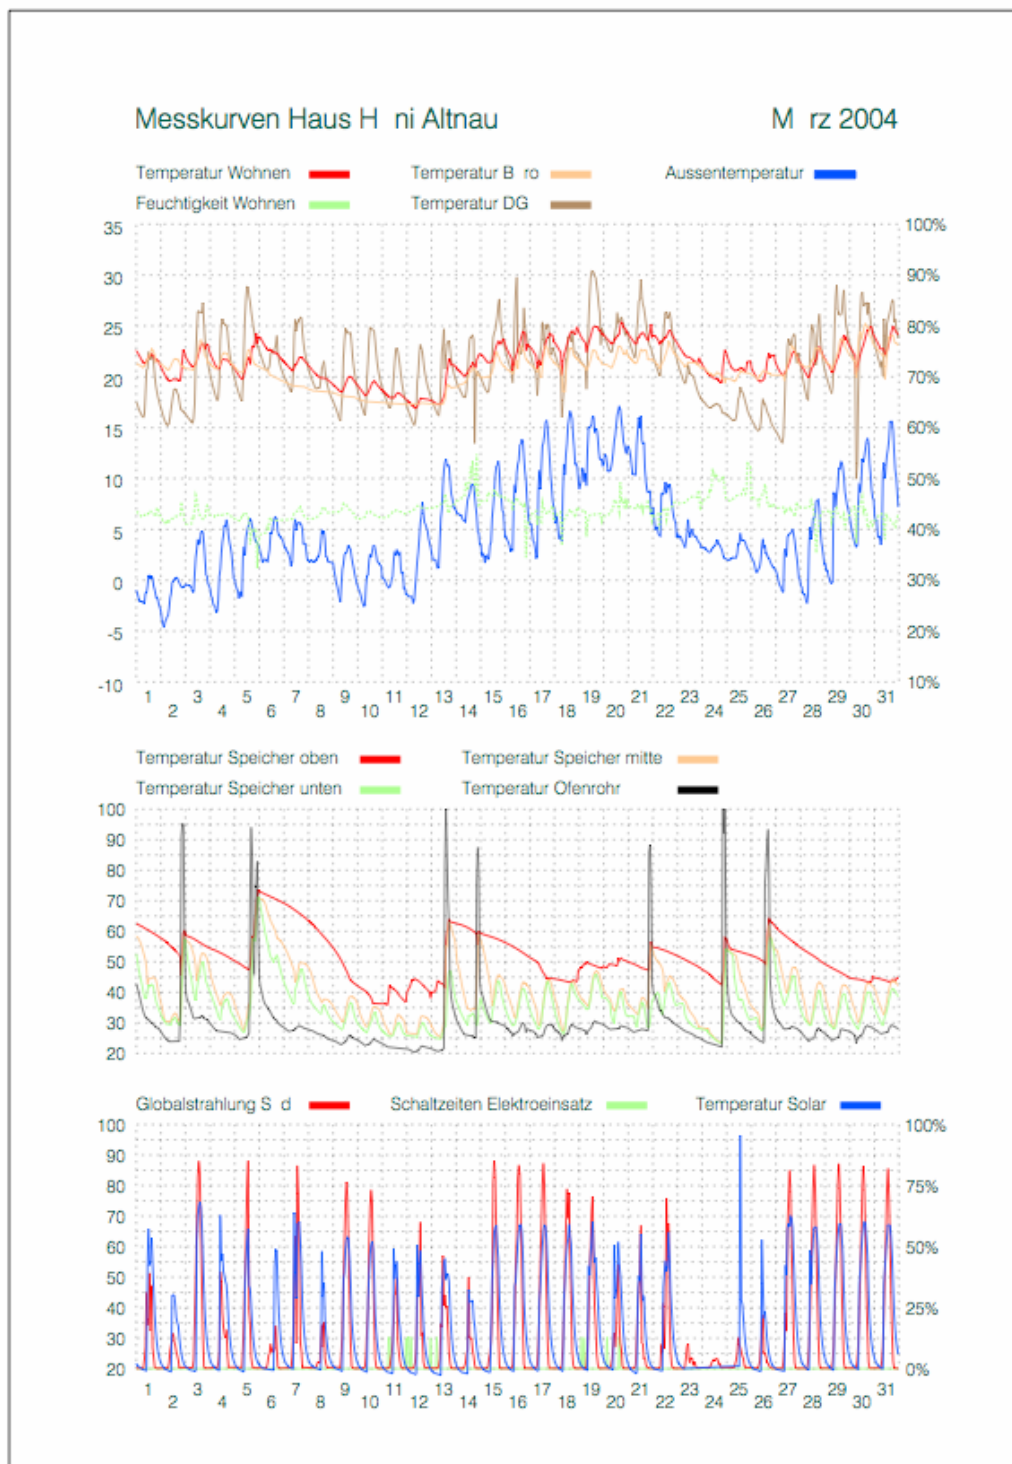 Messkurven Haus H ni Altnau M rz 2004
Temperatur Wohnen Temperatur B ro Aussentemperatur
Feuchtigkeit Wohnen Temperatur DG
35 100%
30 90%
25 80%
20 70%
15 60%
10 50%
5 40%
0 30%
-5 20%
-10 10%
1 3 5 7 9 11 13 15 17 19 21 23 25 27 29 31
2 4 6 8 10 12 14 16 18 20 22 24 26 28 30
Temperatur Speicher oben Temperatur Speicher mitte
Temperatur Speicher unten Temperatur Ofenrohr
100
90
80
70
60
50
40
30
20
Globalstrahlung S d Schaltzeiten Elektroeinsatz Temperatur Solar
100 100%
90
80 75%
70
60 50%
50
40 25%
30
20 0%
1 3 5 7 9 11 13 15 17 19 21 23 25 27 29 31
2 4 6 8 10 12 14 16 18 20 22 24 26 28 30